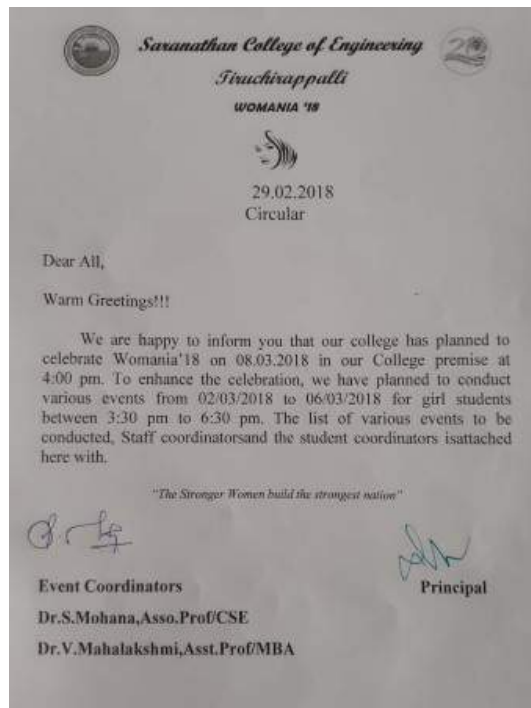 Saranathan College of Engineering
Tiruchirappalli
WOMANIA '18
29.02.2018
Circular
Dear All,
Warm Greetings!!!
We are happy to inform you that our college has planned to
celebrate Womania'18 on 08.03.2018 in our College premise at
4:00 pm. To enhance the celebration, we have planned to conduct
various events from 02/03/2018 to 06/03/2018 for girl students
between 3:30 pm to 6:30 pm. The list of various events to be
conducted, Staff coordinatorsand the student coordinators isattached
here with.
"The Stronger Women build the strongest nation"
Event Coordinators
Principal
Dr.S.Mohana,Asso.Prof/CSE
Dr.V.Mahalakshmi,Asst.Prof/MBA